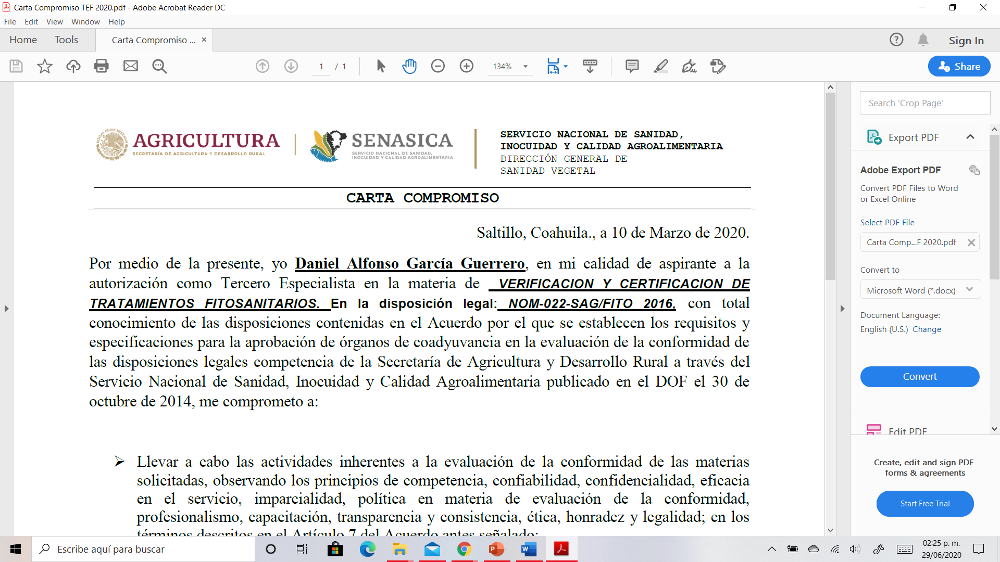 Carta Compromiso TEF 2020.pdf - Adobe Acrobat Reader DC
File Edit View Window Help
Home Tools Carta Compromiso ... × Sign In
1 / 1 134% Share
AGRICULTURA
SECRETARÍA DE AGRICULTURA Y DESARROLLO RURAL
SENASICA
SERVICIO NACIONAL DE SANIDAD,
INOCUIDAD Y CALIDAD AGROALIMENTARIA
SERVICIO NACIONAL DE SANIDAD,
INOCUIDAD Y CALIDAD AGROALIMENTARIA
DIRECCIÓN GENERAL DE
SANIDAD VEGETAL
CARTA COMPROMISO
Saltillo, Coahuila., a 10 de Marzo de 2020.
Por medio de la presente, yo Daniel Alfonso García Guerrero, en mi calidad de aspirante a la
autorización como Tercero Especialista en la materia de VERIFICACION Y CERTIFICACION DE
TRATAMIENTOS FITOSANITARIOS. En la disposición legal: NOM-022-SAG/FITO 2016, con total
conocimiento de las disposiciones contenidas en el Acuerdo por el que se establecen los requisitos y
especificaciones para la aprobación de órganos de coadyuvancia en la evaluación de la conformidad de
las disposiciones legales competencia de la Secretaría de Agricultura y Desarrollo Rural a través del
Servicio Nacional de Sanidad, Inocuidad y Calidad Agroalimentaria publicado en el DOF el 30 de
octubre de 2014, me comprometo a:
➢ Llevar a cabo las actividades inherentes a la evaluación de la conformidad de las materias
solicitadas, observando los principios de competencia, confiabilidad, confidencialidad, eficacia
en el servicio, imparcialidad, política en materia de evaluación de la conformidad,
profesionalismo, capacitación, transparencia y consistencia, ética, honradez y legalidad; en los
términos descritos en el Artículo 7 del Acuerdo antes señalado;
Search 'Crop Page'
Export PDF
Adobe Export PDF
Convert PDF Files to Word
or Excel Online
Select PDF File
Carta Comp...F 2020.pdf
Convert to
Microsoft Word (*.docx)
Document Language:
English (U.S.) Change
Convert
Edit PDF
Create, edit and sign PDF
forms & agreements
Start Free Trial
Escribe aquí para buscar
02:25 p. m.
29/06/2020